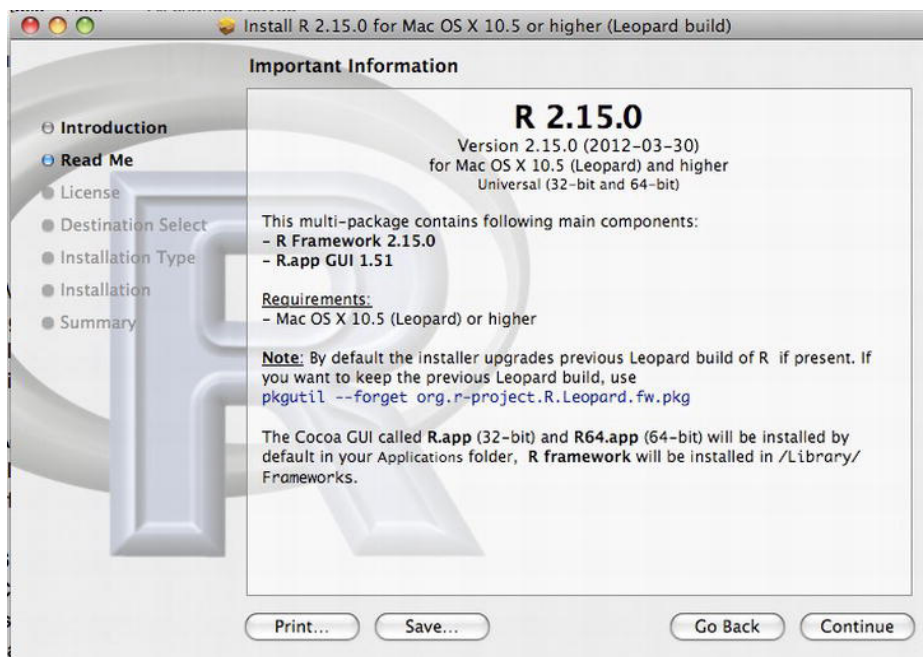 Install R 2.15.0 for Mac OS X 10.5 or higher (Leopard build)
Important Information
Introduction
Read Me
License
Destination Select
Installation Type
Installation
Summary
R 2.15.0
Version 2.15.0 (2012-03-30)
for Mac OS X 10.5 (Leopard) and higher
Universal (32-bit and 64-bit)
This multi-package contains following main components:
- R Framework 2.15.0
- R.app GUI 1.51
Requirements:
- Mac OS X 10.5 (Leopard) or higher
Note: By default the installer upgrades previous Leopard build of R if present. If
you want to keep the previous Leopard build, use
pkgutil --forget org.r-project.R.Leopard.fw.pkg
The Cocoa GUI called R.app (32-bit) and R64.app (64-bit) will be installed by
default in your Applications folder, R framework will be installed in /Library/
Frameworks.
R
Print...
Save...
Go Back
Continue